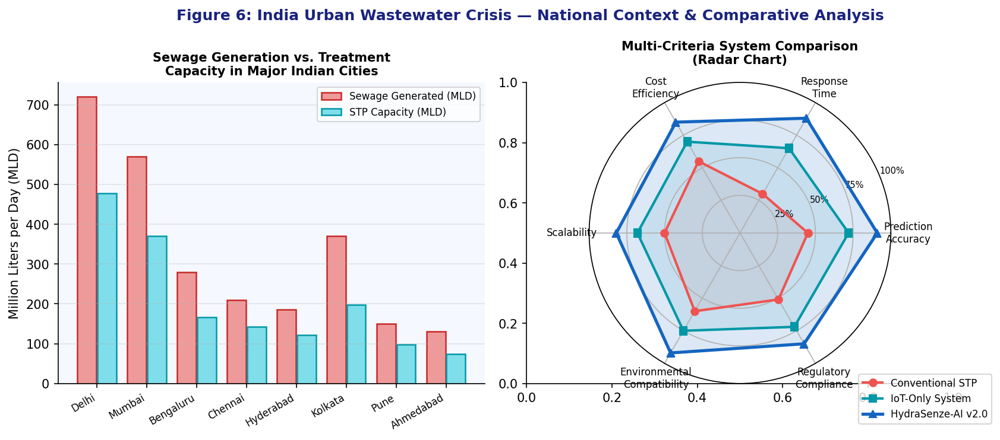 Figure 6: India Urban Wastewater Crisis — National Context & Comparative Analysis
Sewage Generation vs. Treatment
Capacity in Major Indian Cities
Sewage Generated (MLD)
STP Capacity (MLD)
Million Liters per Day (MLD)
700
600
500
400
300
200
100
0
Delhi
Mumbai
Bengaluru
Chennai
Hyderabad
Kolkata
Pune
Ahmedabad
Multi-Criteria System Comparison
(Radar Chart)
1.0
0.8
0.6
0.4
0.2
0.0
0.0
0.2
0.4
0.6
0.8
1.0
Cost
Efficiency
Response
Time
100%
75%
50%
25%
Scalability
Prediction
Accuracy
Environmental
Compatibility
Regulatory
Compliance
Conventional STP
IoT-Only System
HydraSenze-AI v2.0